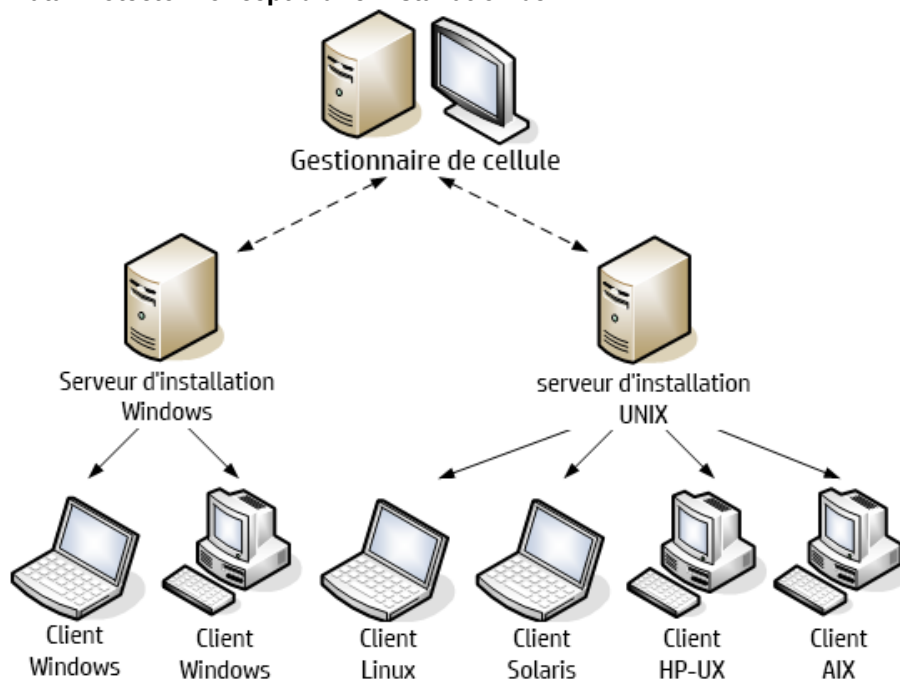 Gestionnaire de cellule
Serveur d'installation
Windows
serveur d'installation
UNIX
Client
Windows
Client
Windows
Client
Linux
Client
Solaris
Client
HP-UX
Client
AIX